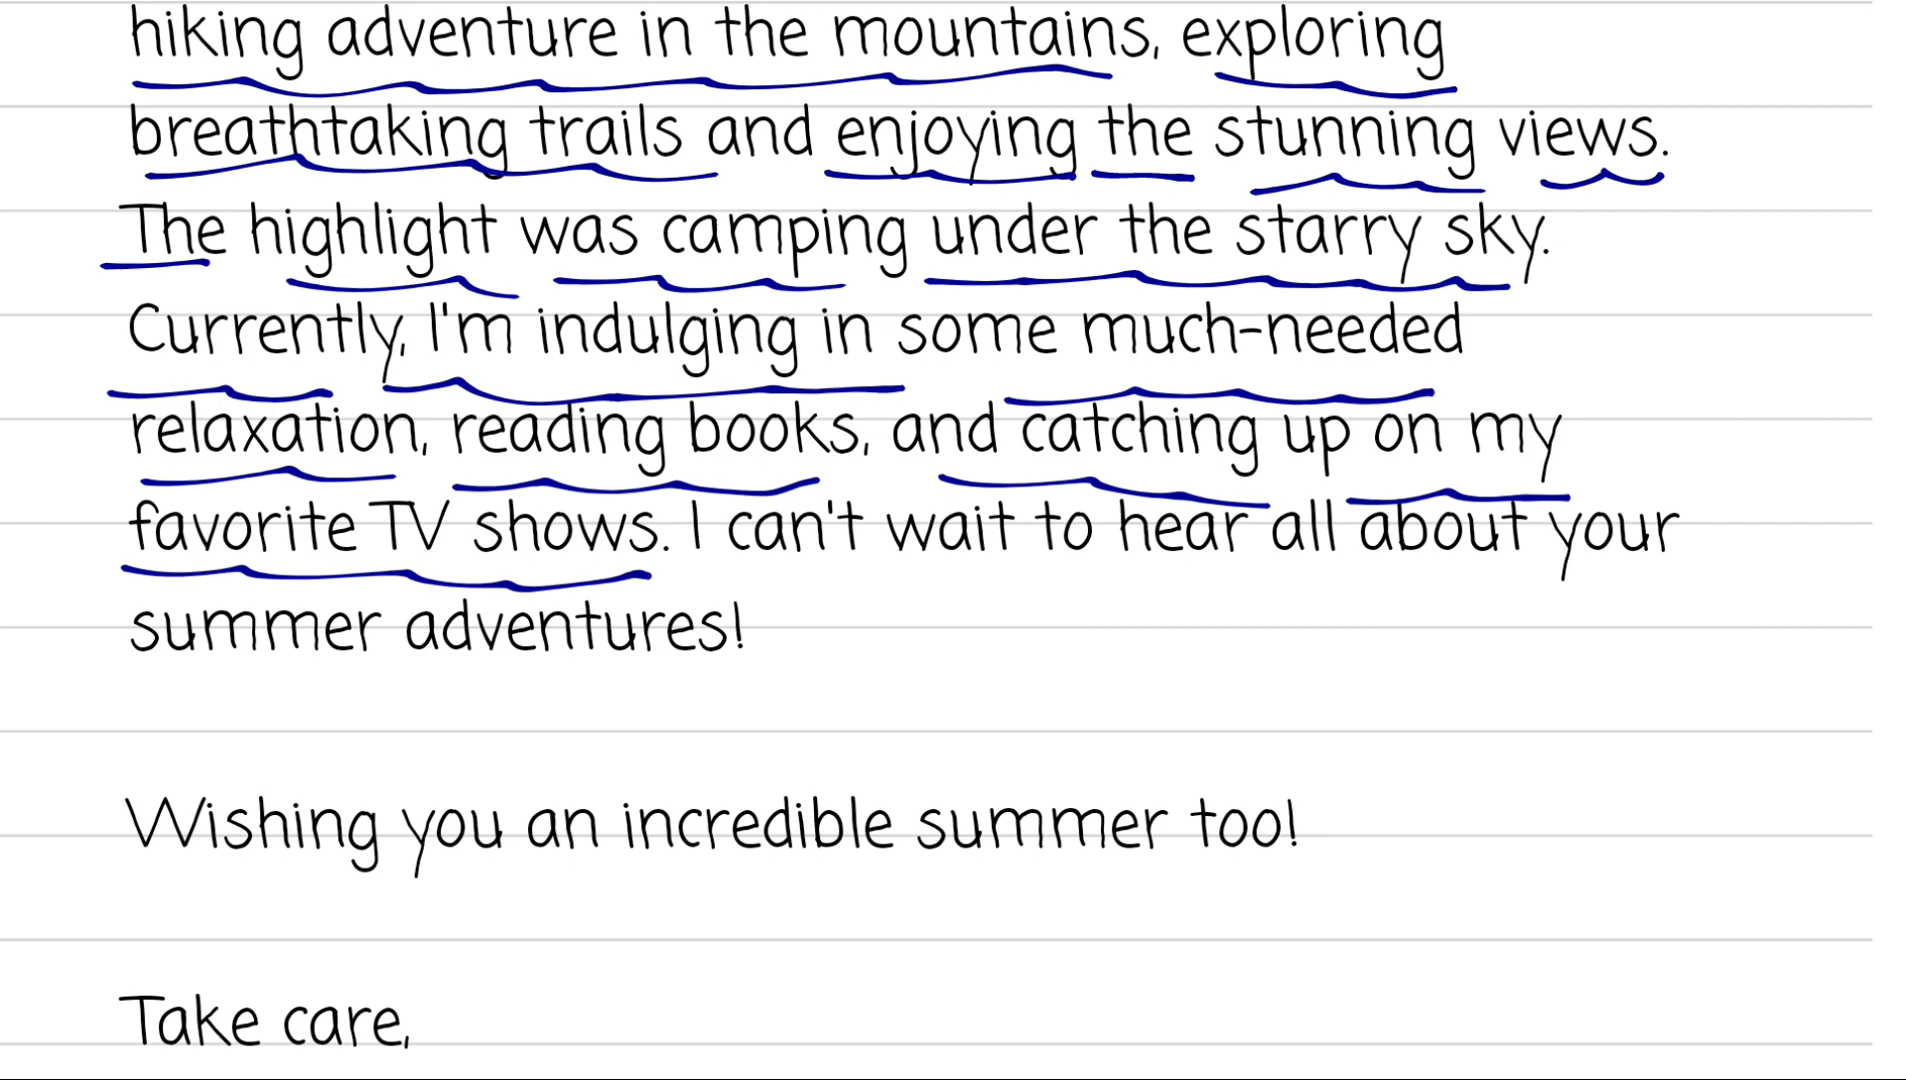 hiking adventure in the mountains, exploring
breathtaking trails and enjoying the stunning views.
The highlight was camping under the starry sky.
Currently, I'm indulging in some much-needed
relaxation, reading books, and catching up on my
favorite TV shows. I can't wait to hear all about your
summer adventures!
Wishing you an incredible summer too!
Take care,